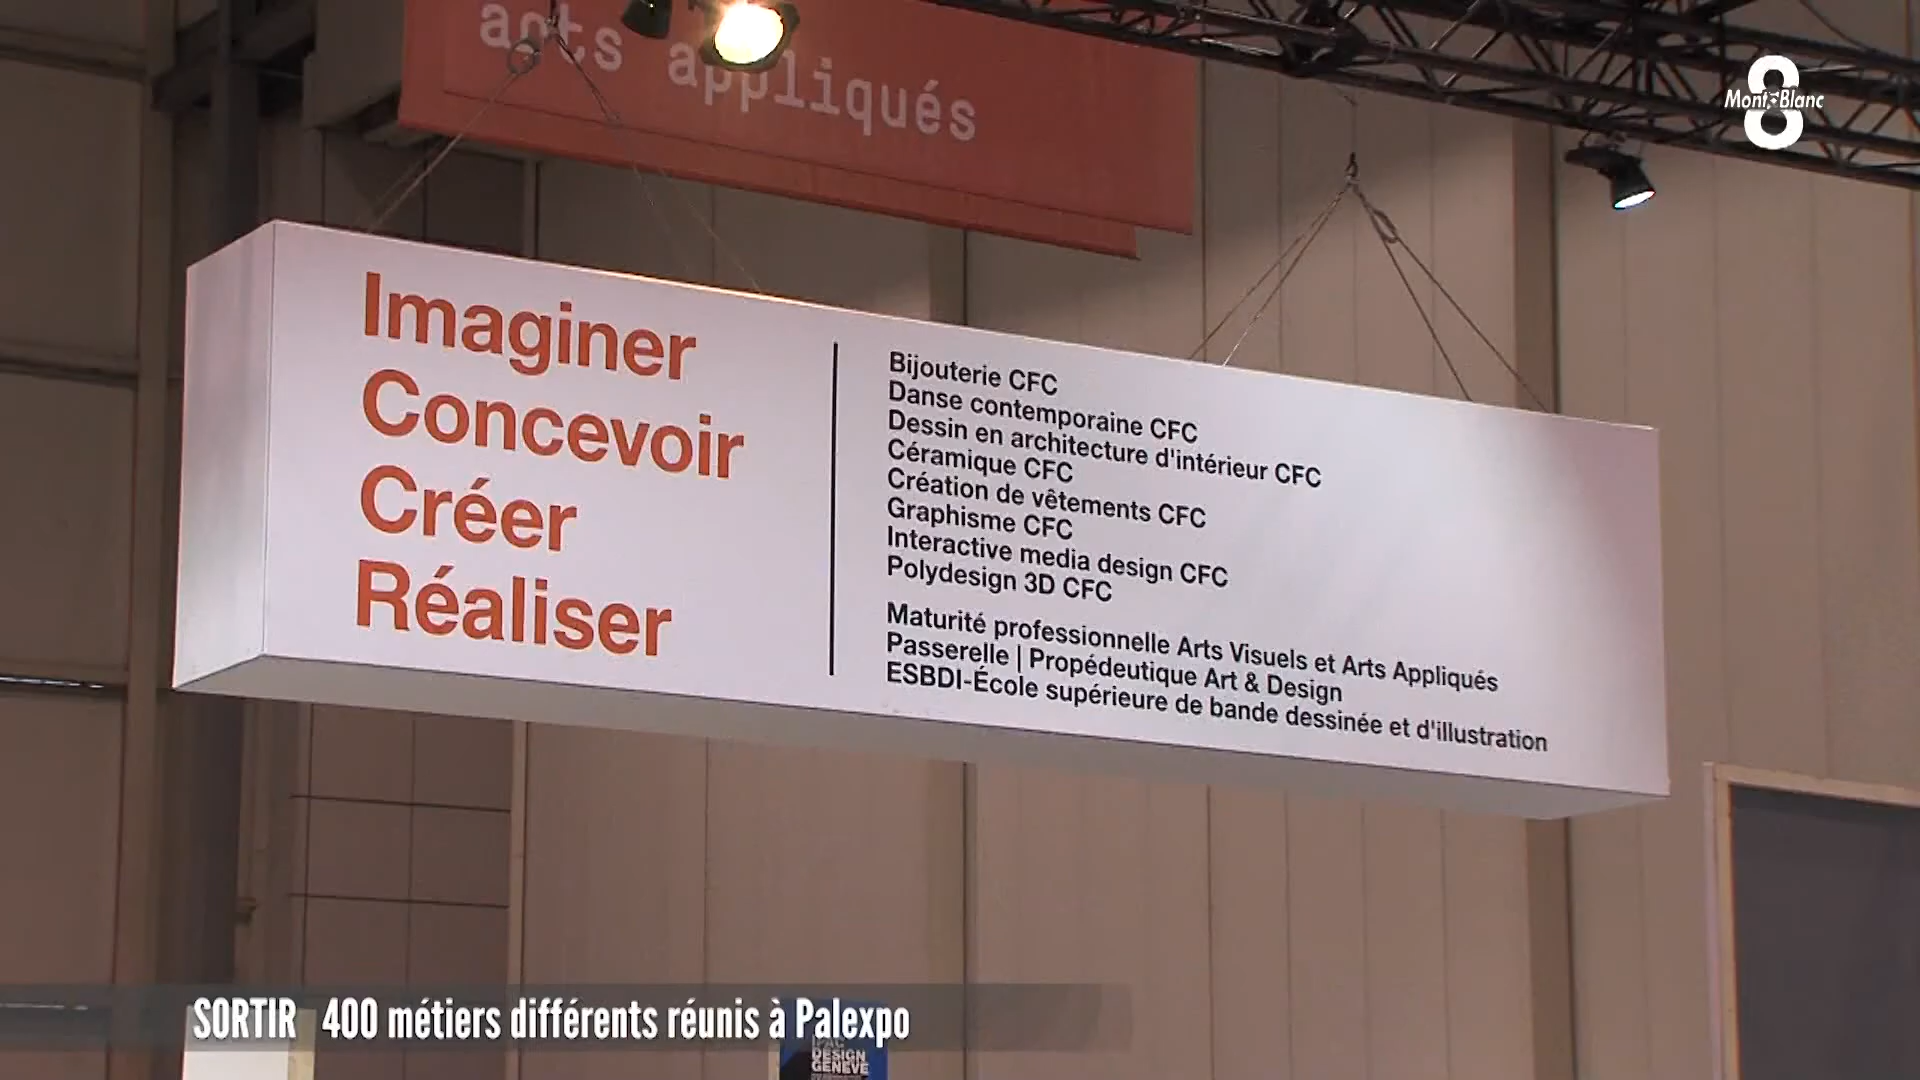 arts appliqués
8
Mont Blanc
Imaginer
Concevoir
Créer
Réaliser
Bijouterie CFC
Danse contemporaine CFC
Dessin en architecture d'intérieur CFC
Céramique CFC
Création de vêtements CFC
Graphisme CFC
Interactive media design CFC
Polydesign 3D CFC
Maturité professionnelle Arts Visuels et Arts Appliqués
Passerelle | Propédeutique Art & Design
ESBDI-École supérieure de bande dessinée et d'illustration
SORTIR 400 métiers différents réunis à Palexpo
IPAC
DESIGN
GENEVE